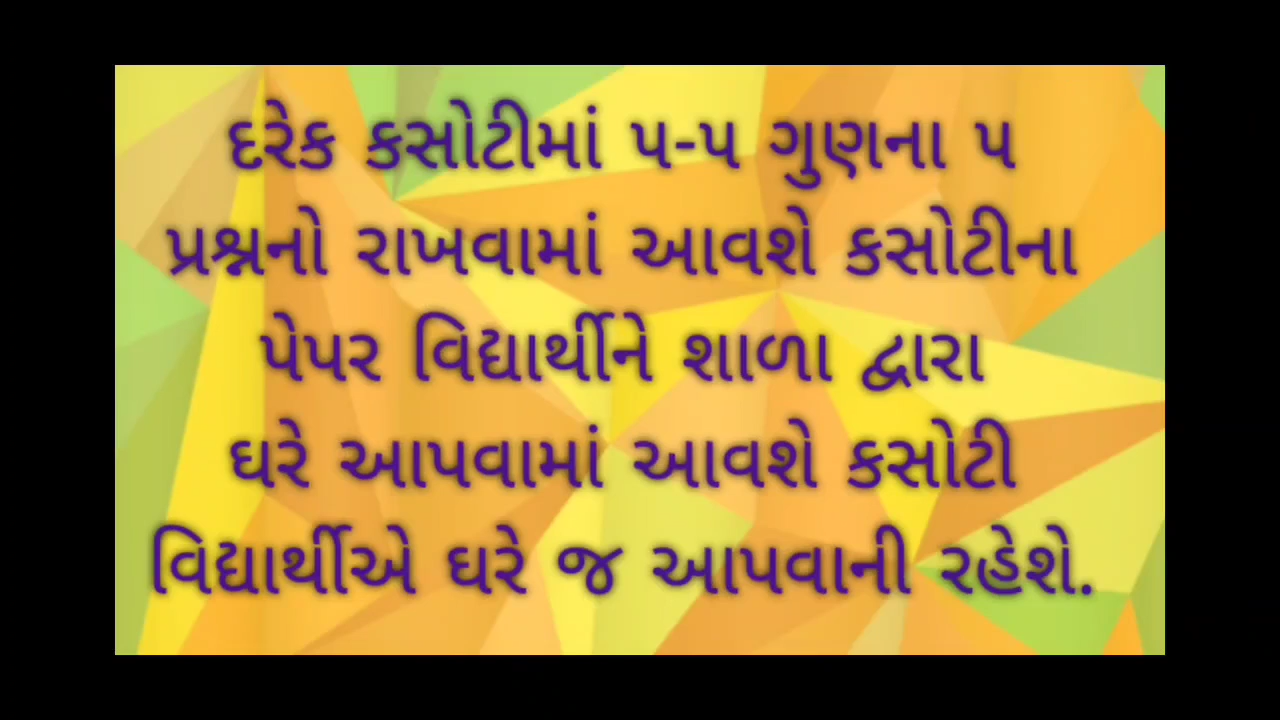 દરેક કસોટીમાં ૫-૫ ગુણના ૫
પ્રશ્નનો રાખવામાં આવશે કસોટીના
પેપર વિદ્યાર્થીને શાળા દ્વારા
ઘરે આપવામાં આવશે કસોટી
વિદ્યાર્થીએ ઘરે જ આપવાની રહેશે.